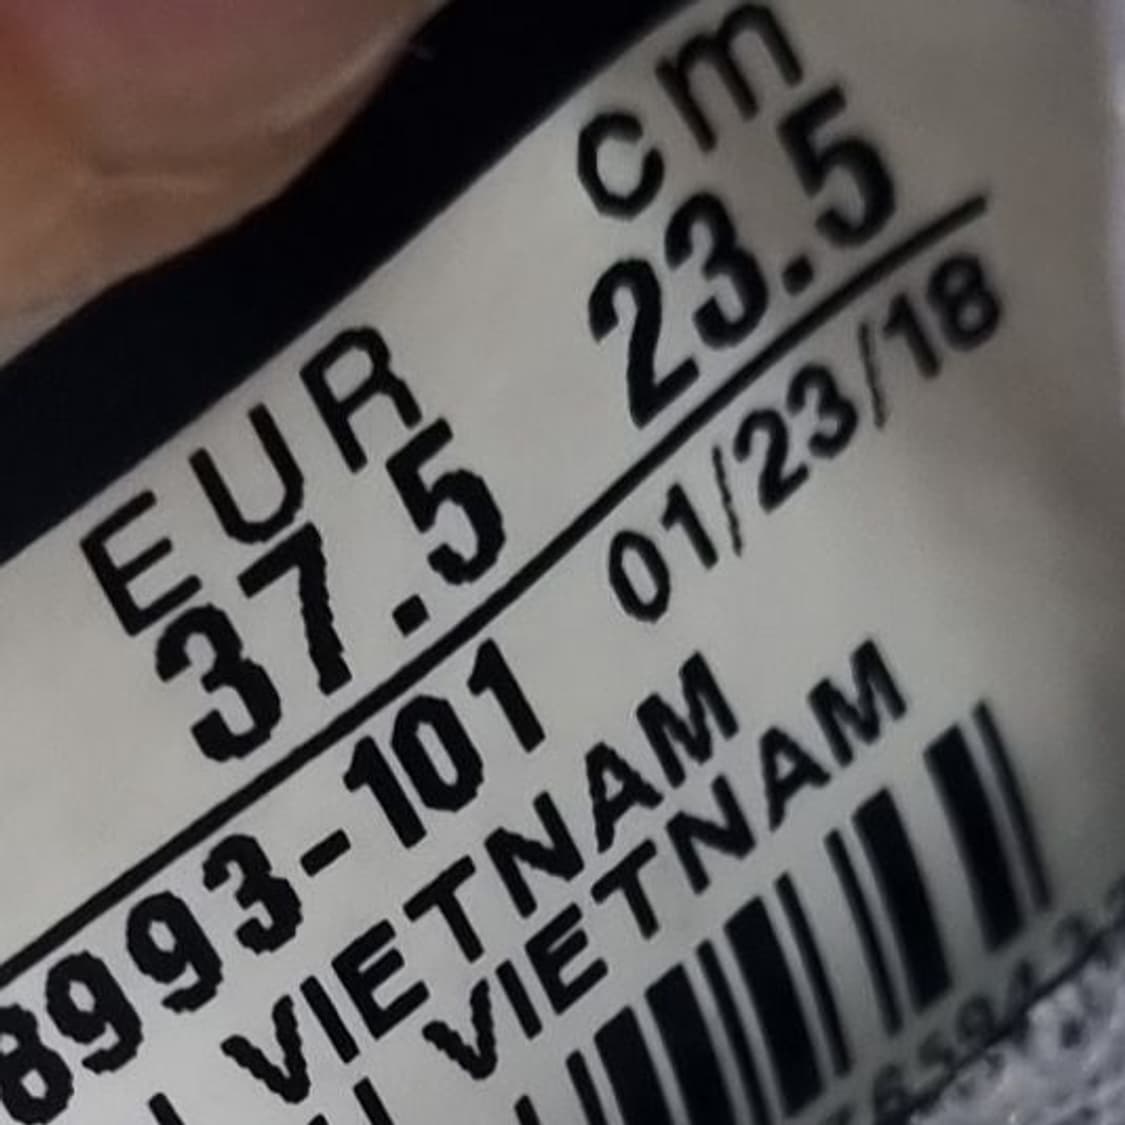 EUR cm
37.5 23.5
8993-101 01/23/18
VIETNAM
VIETNAM